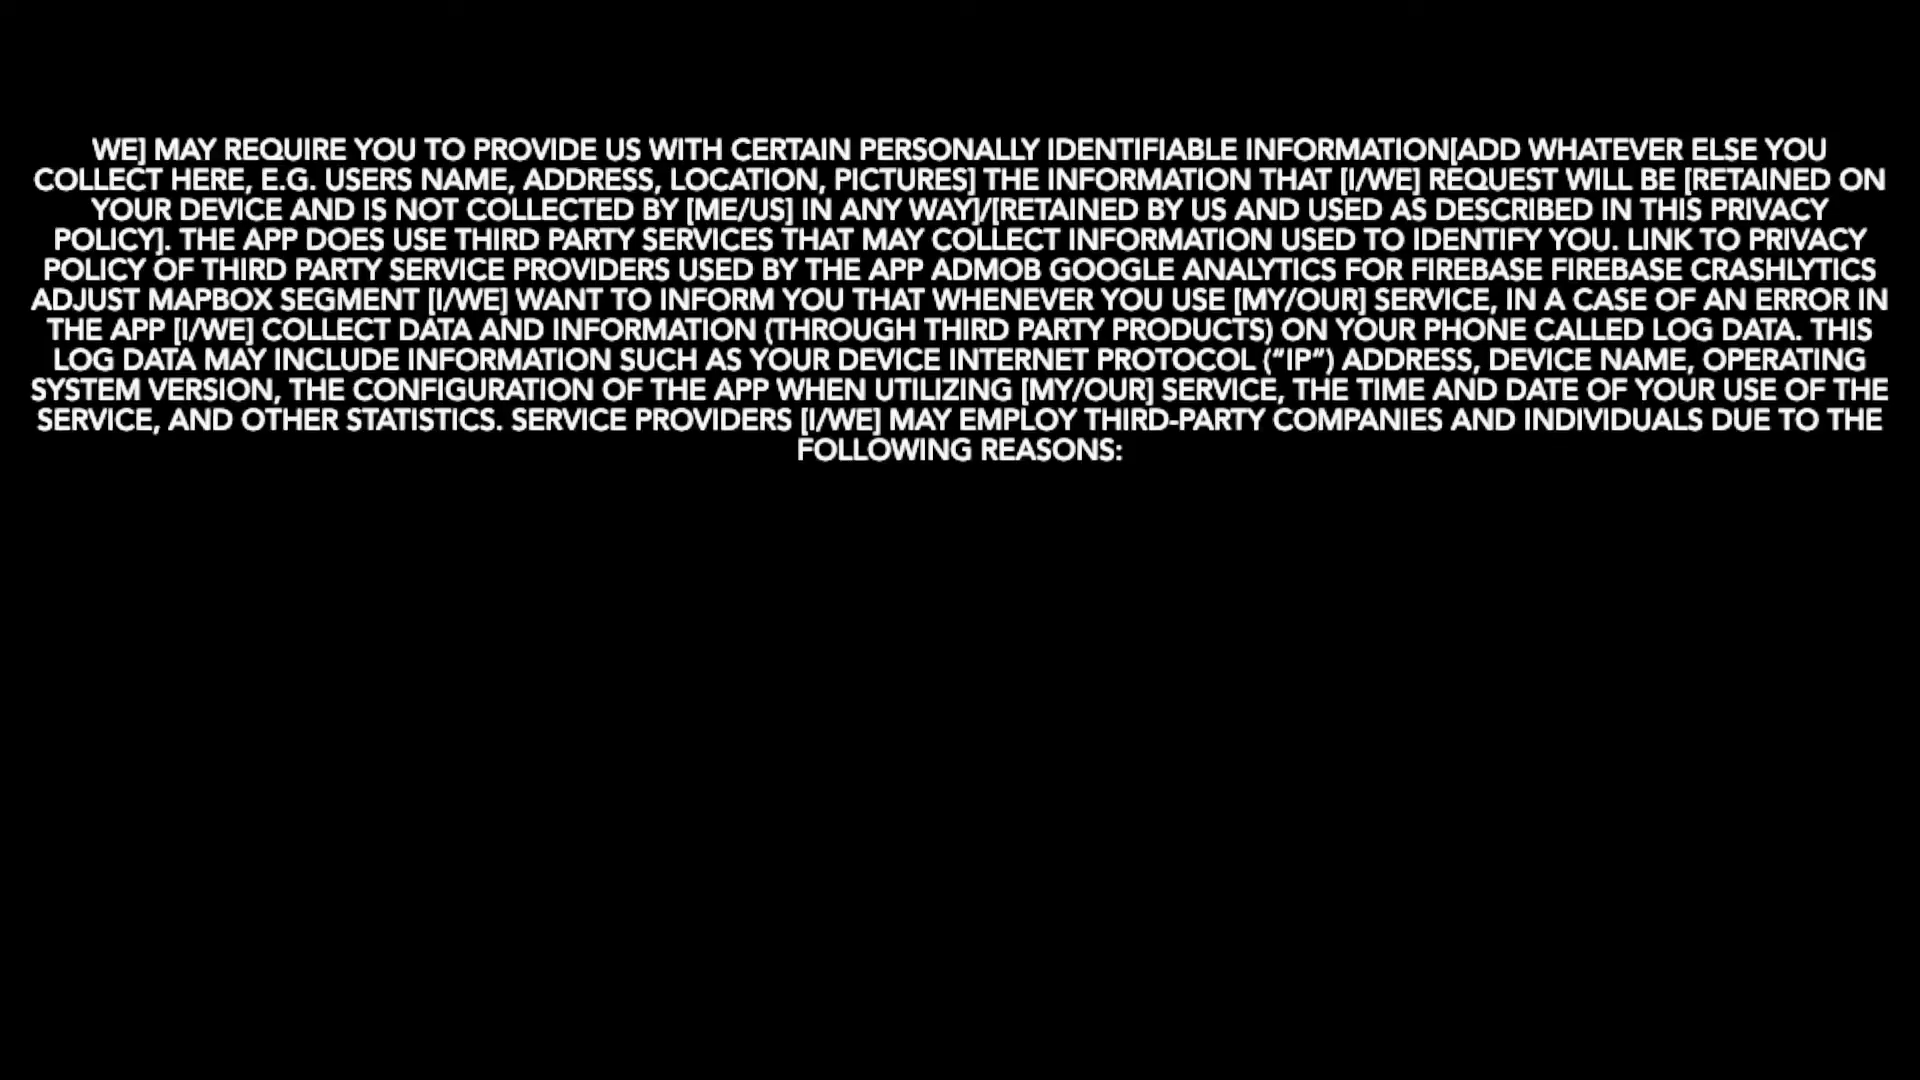 WE] MAY REQUIRE YOU TO PROVIDE US WITH CERTAIN PERSONALLY IDENTIFIABLE INFORMATION[ADD WHATEVER ELSE YOU
COLLECT HERE, E.G. USERS NAME, ADDRESS, LOCATION, PICTURES] THE INFORMATION THAT [I/WE] REQUEST WILL BE [RETAINED ON
YOUR DEVICE AND IS NOT COLLECTED BY [ME/US] IN ANY WAY]/[RETAINED BY US AND USED AS DESCRIBED IN THIS PRIVACY
POLICY]. THE APP DOES USE THIRD PARTY SERVICES THAT MAY COLLECT INFORMATION USED TO IDENTIFY YOU. LINK TO PRIVACY
POLICY OF THIRD PARTY SERVICE PROVIDERS USED BY THE APP ADMOB GOOGLE ANALYTICS FOR FIREBASE FIREBASE CRASHLYTICS
ADJUST MAPBOX SEGMENT [I/WE] WANT TO INFORM YOU THAT WHENEVER YOU USE [MY/OUR] SERVICE, IN A CASE OF AN ERROR IN
THE APP [I/WE] COLLECT DATA AND INFORMATION (THROUGH THIRD PARTY PRODUCTS) ON YOUR PHONE CALLED LOG DATA. THIS
LOG DATA MAY INCLUDE INFORMATION SUCH AS YOUR DEVICE INTERNET PROTOCOL (“IP”) ADDRESS, DEVICE NAME, OPERATING
SYSTEM VERSION, THE CONFIGURATION OF THE APP WHEN UTILIZING [MY/OUR] SERVICE, THE TIME AND DATE OF YOUR USE OF THE
SERVICE, AND OTHER STATISTICS. SERVICE PROVIDERS [I/WE] MAY EMPLOY THIRD-PARTY COMPANIES AND INDIVIDUALS DUE TO THE
FOLLOWING REASONS: